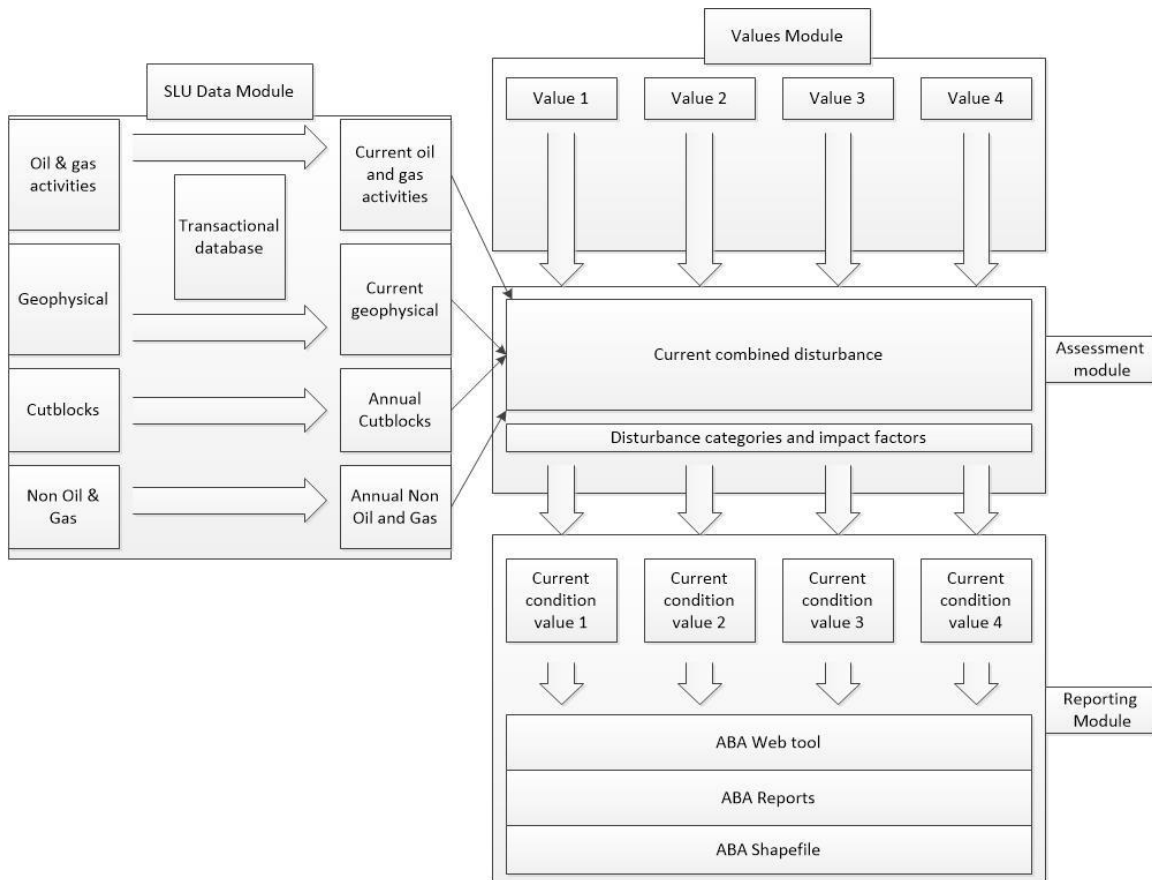 Values Module
SLU Data Module
Value 1
Value 2
Value 3
Value 4
Oil & gas
activities
Current oil
and gas
activities
Transactional
database
Geophysical
Current
geophysical
Current combined disturbance
Assessment
module
Cutblocks
Annual
Cutblocks
Disturbance categories and impact factors
Non Oil &
Gas
Annual Non
Oil and Gas
Current
condition
value 1
Current
condition
value 2
Current
condition
value 3
Current
condition
value 4
Reporting
Module
ABA Web tool
ABA Reports
ABA Shapefile